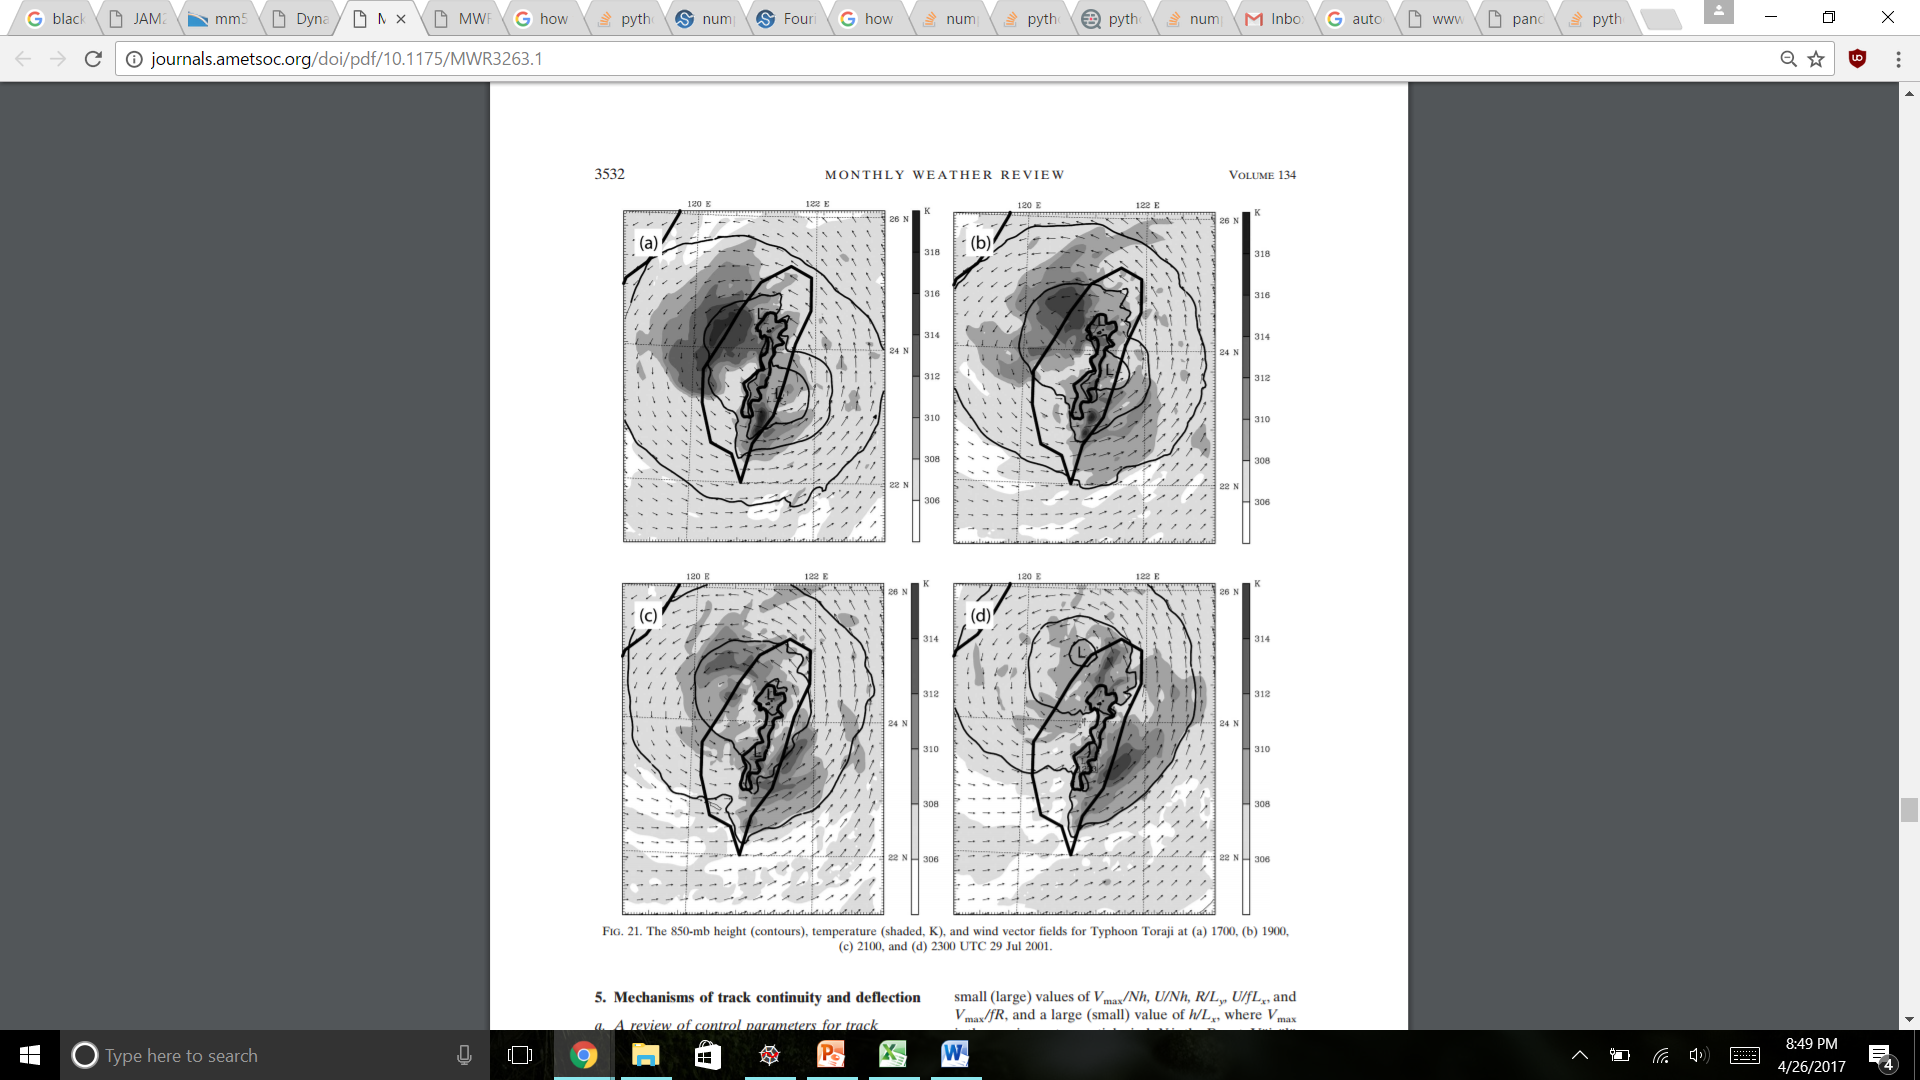 blac
JAM
mm5
Dyna
M
MWF
how
pyth
num
Fouri
how
num
pyth
pyth
num
Inbo
auto
www
pand
pyth
journals.ametsoc.org/doi/pdf/10.1175/MWR3263.1
3532 MONTHLY WEATHER REVIEW VOLUME 134
120 E 122 E K
(a)
26 N
24 N
22 N
318
316
314
312
310
308
306
L
L
120 E 122 E K
(b)
26 N
24 N
22 N
318
316
314
312
310
308
306
L
L
120 E 122 E K
(c)
26 N
24 N
22 N
314
312
310
308
306
L
L
120 E 122 E K
(d)
26 N
24 N
22 N
314
312
310
308
306
L
FIG. 21. The 850-mb height (contours), temperature (shaded, K), and wind vector fields for Typhoon Toraji at (a) 1700, (b) 1900,
(c) 2100, and (d) 2300 UTC 29 Jul 2001.
5. Mechanisms of track continuity and deflection
a. A review of control parameters for track
small (large) values of Vmax/Nh, U/Nh, R/Ly, U/fLx, and
Vmax/fR, and a large (small) value of h/Lx, where Vmax
Type here to search
8:49 PM
4/26/2017
4